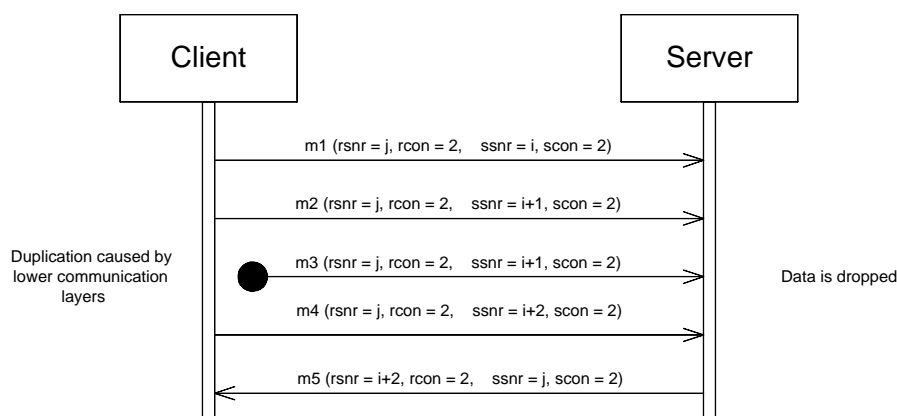 Client
Server
m1 (rsnr = j, rcon = 2, ssnr = i, scon = 2)
m2 (rsnr = j, rcon = 2, ssnr = i+1, scon = 2)
Duplication caused by
lower communication
layers
m3 (rsnr = j, rcon = 2, ssnr = i+1, scon = 2)
Data is dropped
m4 (rsnr = j, rcon = 2, ssnr = i+2, scon = 2)
m5 (rsnr = i+2, rcon = 2, ssnr = j, scon = 2)